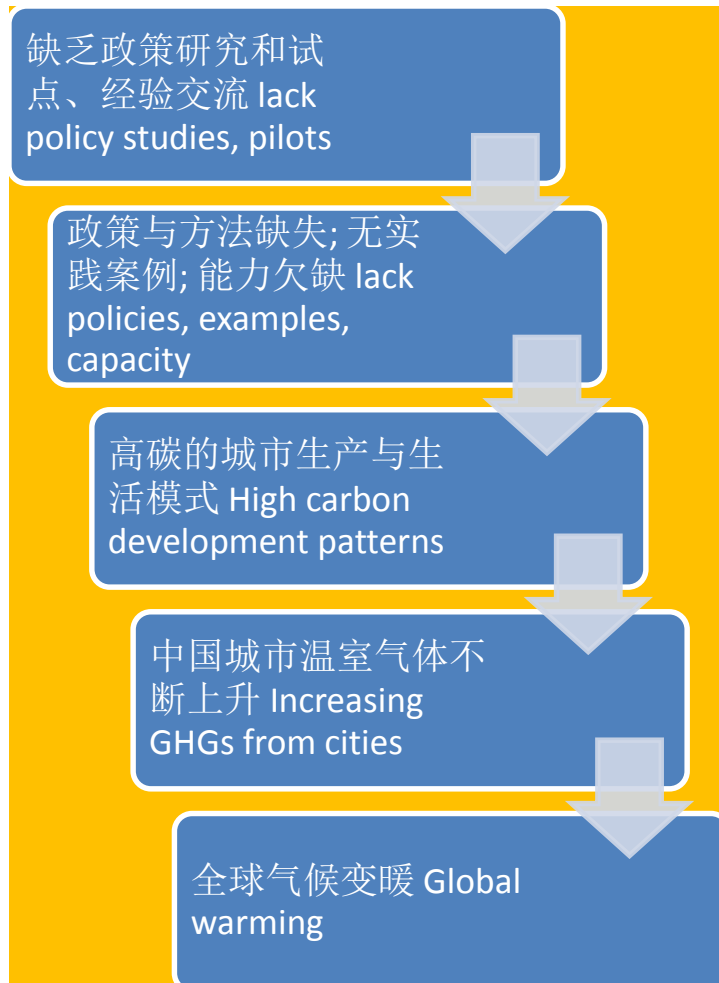 缺乏政策研究和试
点、经验交流 lack
policy studies, pilots
政策与方法缺失; 无实
践案例; 能力欠缺 lack
policies, examples,
capacity
高碳的城市生产与生
活模式 High carbon
development patterns
中国城市温室气体不
断上升 Increasing
GHGs from cities
全球气候变暖 Global
warming